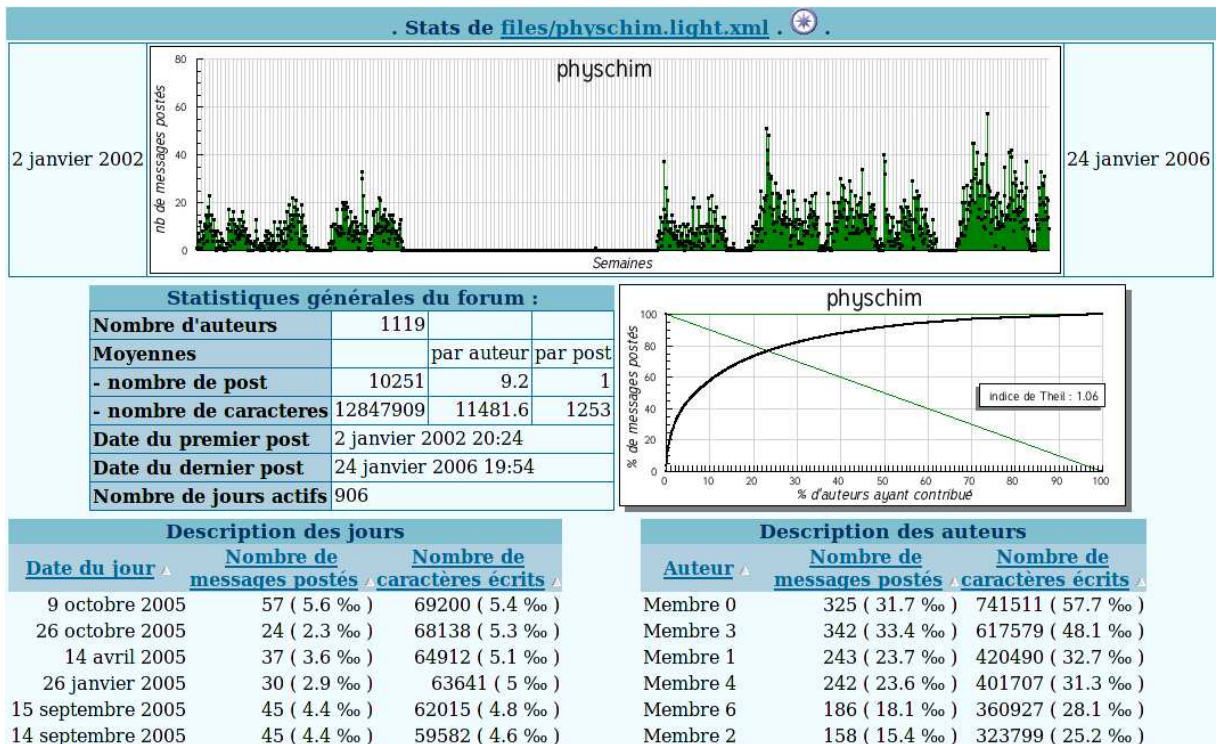 . Stats de files/physchim.light.xml . .
2 janvier 2002
physchim
nb de messages postés
80
60
40
20
0
Semaines
24 janvier 2006
Statistiques générales du forum :
Nombre d'auteurs 1119
Moyennes par auteur par post
- nombre de post 10251 9.2 1
- nombre de caracteres 12847909 11481.6 1253
Date du premier post 2 janvier 2002 20:24
Date du dernier post 24 janvier 2006 19:54
Nombre de jours actifs 906
physchim
% de messages postés
100
80
60
40
20
0
indice de Theil : 1.06
0 10 20 30 40 50 60 70 80 90 100
% d'auteurs ayant contribué
Description des jours
Date du jour Nombre de messages postés Nombre de caractères écrits
9 octobre 2005 57 ( 5.6 ‰ ) 69200 ( 5.4 ‰ )
26 octobre 2005 24 ( 2.3 ‰ ) 68138 ( 5.3 ‰ )
14 avril 2005 37 ( 3.6 ‰ ) 64912 ( 5.1 ‰ )
26 janvier 2005 30 ( 2.9 ‰ ) 63641 ( 5 ‰ )
15 septembre 2005 45 ( 4.4 ‰ ) 62015 ( 4.8 ‰ )
14 septembre 2005 45 ( 4.4 ‰ ) 59582 ( 4.6 ‰ )
Description des auteurs
Auteur Nombre de messages postés Nombre de caractères écrits
Membre 0 325 ( 31.7 ‰ ) 741511 ( 57.7 ‰ )
Membre 3 342 ( 33.4 ‰ ) 617579 ( 48.1 ‰ )
Membre 1 243 ( 23.7 ‰ ) 420490 ( 32.7 ‰ )
Membre 4 242 ( 23.6 ‰ ) 401707 ( 31.3 ‰ )
Membre 6 186 ( 18.1 ‰ ) 360927 ( 28.1 ‰ )
Membre 2 158 ( 15.4 ‰ ) 323799 ( 25.2 ‰ )